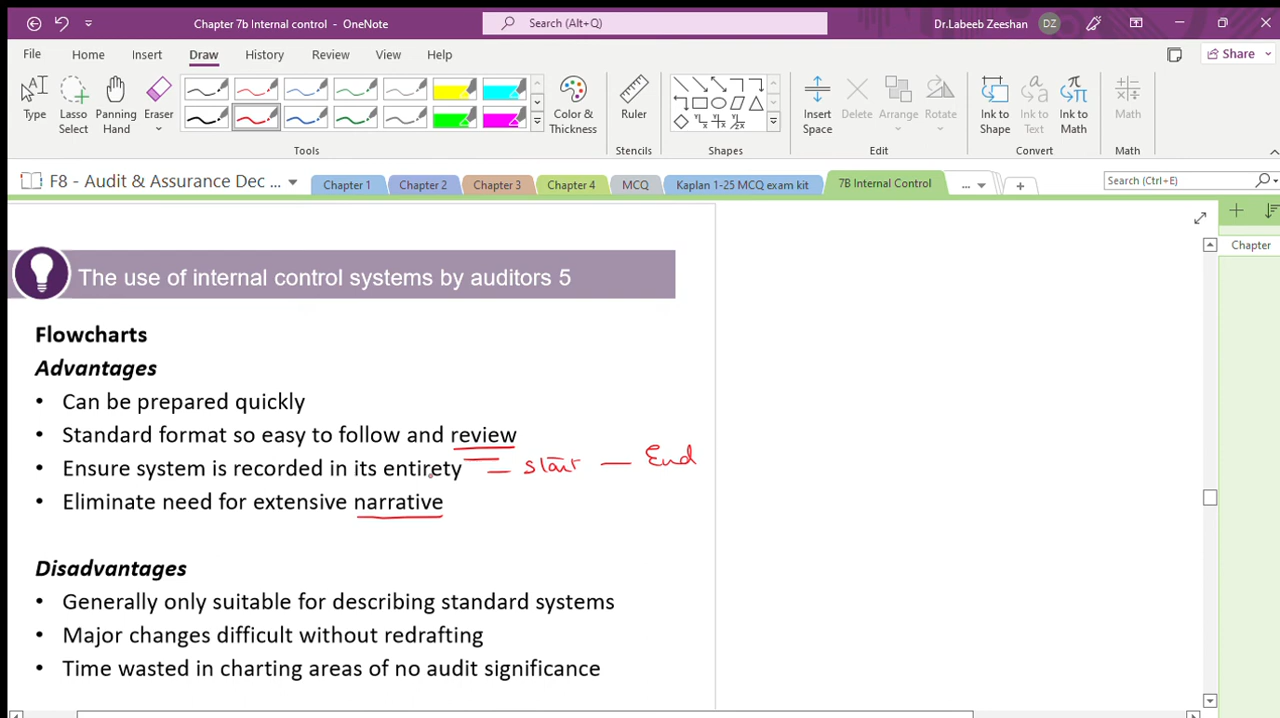 Chapter 7b Internal control - OneNote
Search (Alt+Q)
Dr.Labeeb Zeeshan
DZ
File Home Insert Draw History Review View Help
Share
Type
Lasso Select
Panning Hand
Eraser
Color & Thickness
Ruler
Insert Space
Delete
Arrange
Rotate
Ink to Shape
Ink to Text
Ink to Math
Math
Tools Stencils Shapes Edit Convert Math
F8 - Audit & Assurance Dec ...
Chapter 1 Chapter 2 Chapter 3 Chapter 4 MCQ Kaplan 1-25 MCQ exam kit 7B Internal Control ...
Search (Ctrl+E)
Chapter
The use of internal control systems by auditors 5
Flowcharts
Advantages
• Can be prepared quickly
• Standard format so easy to follow and review
• Ensure system is recorded in its entirety – start — End
• Eliminate need for extensive narrative
Disadvantages
• Generally only suitable for describing standard systems
• Major changes difficult without redrafting
• Time wasted in charting areas of no audit significance